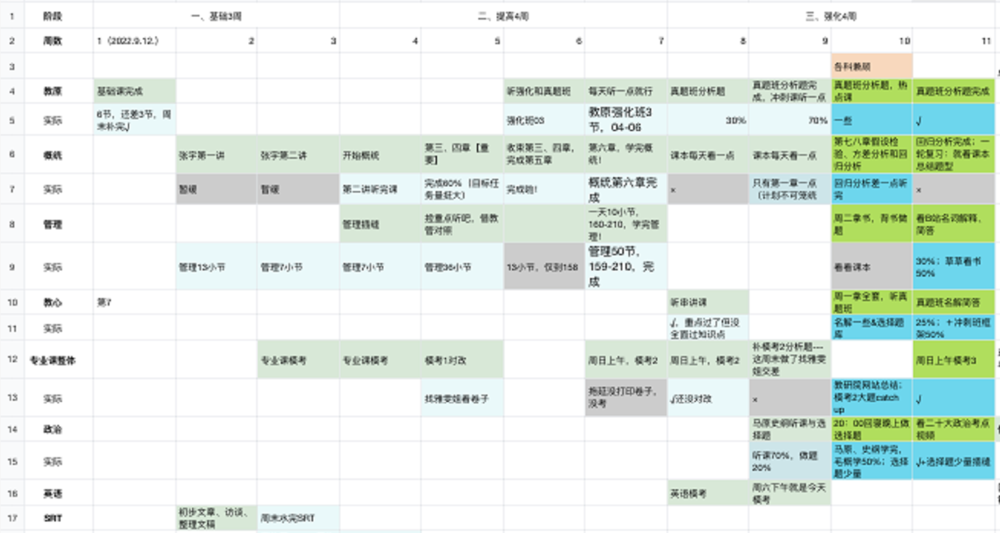 1 阶段 一、基础3周 二、提高4周 三、强化4周
2 周数 1（2022.9.12.） 2 3 4 5 6 7 8 9 10 11
3 各科兼顾
4 教原 基础课完成 听强化和真题班 每天听一点就行 真题班分析题 真题班分析题完成，冲刺课听一点 真题班分析题，热点课 真题班分析题完成
5 实际 6节，还差3节，周末补完√ 强化班03 教原强化班3节，04-06 30% 70% 一些 √
6 概统 张宇第一讲 张宇第二讲 开始概统 第三、四章【重要】 收束第三、四章，完成第五章 第六章，学完概统！ 课本每天看一点 课本每天看一点 第七八章假设检验、方差分析和回归分析 回归分析完成；一轮复习：就着课本总结题型
7 实际 暂缓 暂缓 第二讲听完课 完成60%（目标任务量挺大） 完成啦！ 概统第六章完成 × 只有第一章一点（计划不可笼统 回归分析差一点听完 ×
8 管理 管理插缝 捡重点听吧，借教管对照 一天10小节，160-210，学完管理！ 周二章书，背书做题 看B站名词解释，简答
9 实际 管理13小节 管理7小节 管理7小节 管理36小节 13小节，仅到158 管理50节，159-210，完成 看看课本 30%；草草看书50%
10 教心 第7 听串讲课 周一章全套，听真题班 真题班名解简答
11 实际 √，重点过了但没全面过知识点 名解一些&选择题库 25%；＋冲刺班框架50%
12 专业课整体 专业课模考 专业课模考 模考1对改 周日上午，模考2 周日上午，模考2 补模考2分析题---这周末做了找雅雯姐交差 周日上午模考3
13 实际 找雅雯姐看卷子 拖延没打印卷子，没考 √还没对改 × 教研院网站总结；模考2大题catch up √
14 政治 马原史纲听课与选择题 20：00回寝晚上做选择题 看二十大政治考点视频
15 实际 听课70%，做题20% 马原、史纲学完，毛概学50%；选择题少量 √+选择题少量插缝
16 英语 英语模考 周六下午就是今天模考
17 SRT 初步文章、访谈、整理文稿 周末水完SRT